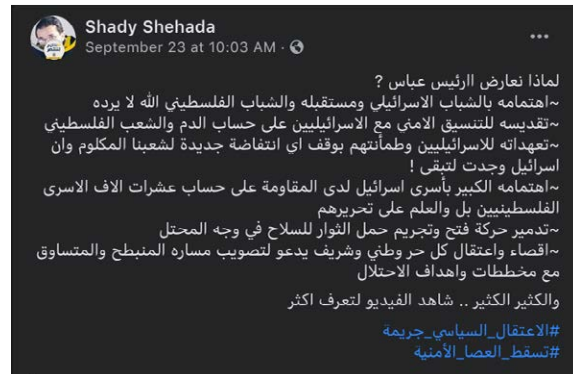 Shady Shehada
September 23 at 10:03 AM ·
لماذا نعارض اارئيس عباس ?
~اهتمامه بالشباب الاسرائيلي ومستقبله والشباب الفلسطيني الله لا يرده
~تقديسه للتنسيق الامني مع الاسرائيليين على حساب الدم والشعب الفلسطيني
~تعهداته للاسرائيليين وطمأنتهم بوقف اي انتفاضة جديدة لشعبنا المكلوم وان
اسرائيل وجدت لتبقى !
~اهتمامه الكبير بأسرى اسرائيل لدى المقاومة على حساب عشرات الاف الاسرى
الفلسطينيين بل والعلم على تحريرهم
~تدمير حركة فتح وتجريم حمل الثوار للسلاح في وجه المحتل
~اقصاء واعتقال كل حر وطني وشريف يدعو لتصويب مساره المنبطح والمتساوق
مع مخططات واهداف الاحتلال
والكثير الكثير .. شاهد الفيديو لتعرف اكثر
#الاعتقال_السياسي_جريمة
#تسقط_العصا_الأمنية